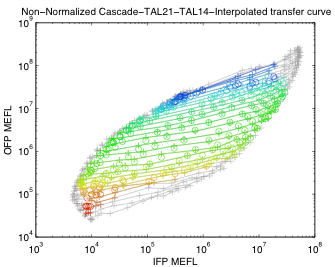 Non−Normalized Cascade−TAL21−TAL14−Interpolated transfer curve
10^9
10^8
10^7
10^6
10^5
10^4
OFP MEFL
10^3 10^4 10^5 10^6 10^7 10^8
IFP MEFL